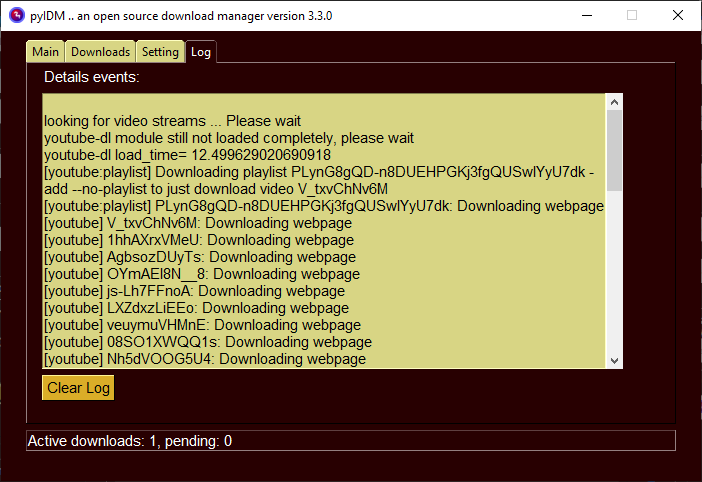 pyIDM .. an open source download manager version 3.3.0
Main Downloads Setting Log
Details events:
looking for video streams ... Please wait
youtube-dl module still not loaded completely, please wait
youtube-dl load_time= 12.499629020690918
[youtube:playlist] Downloading playlist PLynG8gQD-n8DUEHPGKj3fgQUSwlYyU7dk -
add --no-playlist to just download video V_txvChNv6M
[youtube:playlist] PLynG8gQD-n8DUEHPGKj3fgQUSwlYyU7dk: Downloading webpage
[youtube] V_txvChNv6M: Downloading webpage
[youtube] 1hhAXrxVMeU: Downloading webpage
[youtube] AgbsozDUyTs: Downloading webpage
[youtube] OYmAEI8N__8: Downloading webpage
[youtube] js-Lh7FFnoA: Downloading webpage
[youtube] LXZdxzLiEEo: Downloading webpage
[youtube] veuymuVHMnE: Downloading webpage
[youtube] 08SO1XWQQ1s: Downloading webpage
[youtube] Nh5dVOOG5U4: Downloading webpage
Clear Log
Active downloads: 1, pending: 0